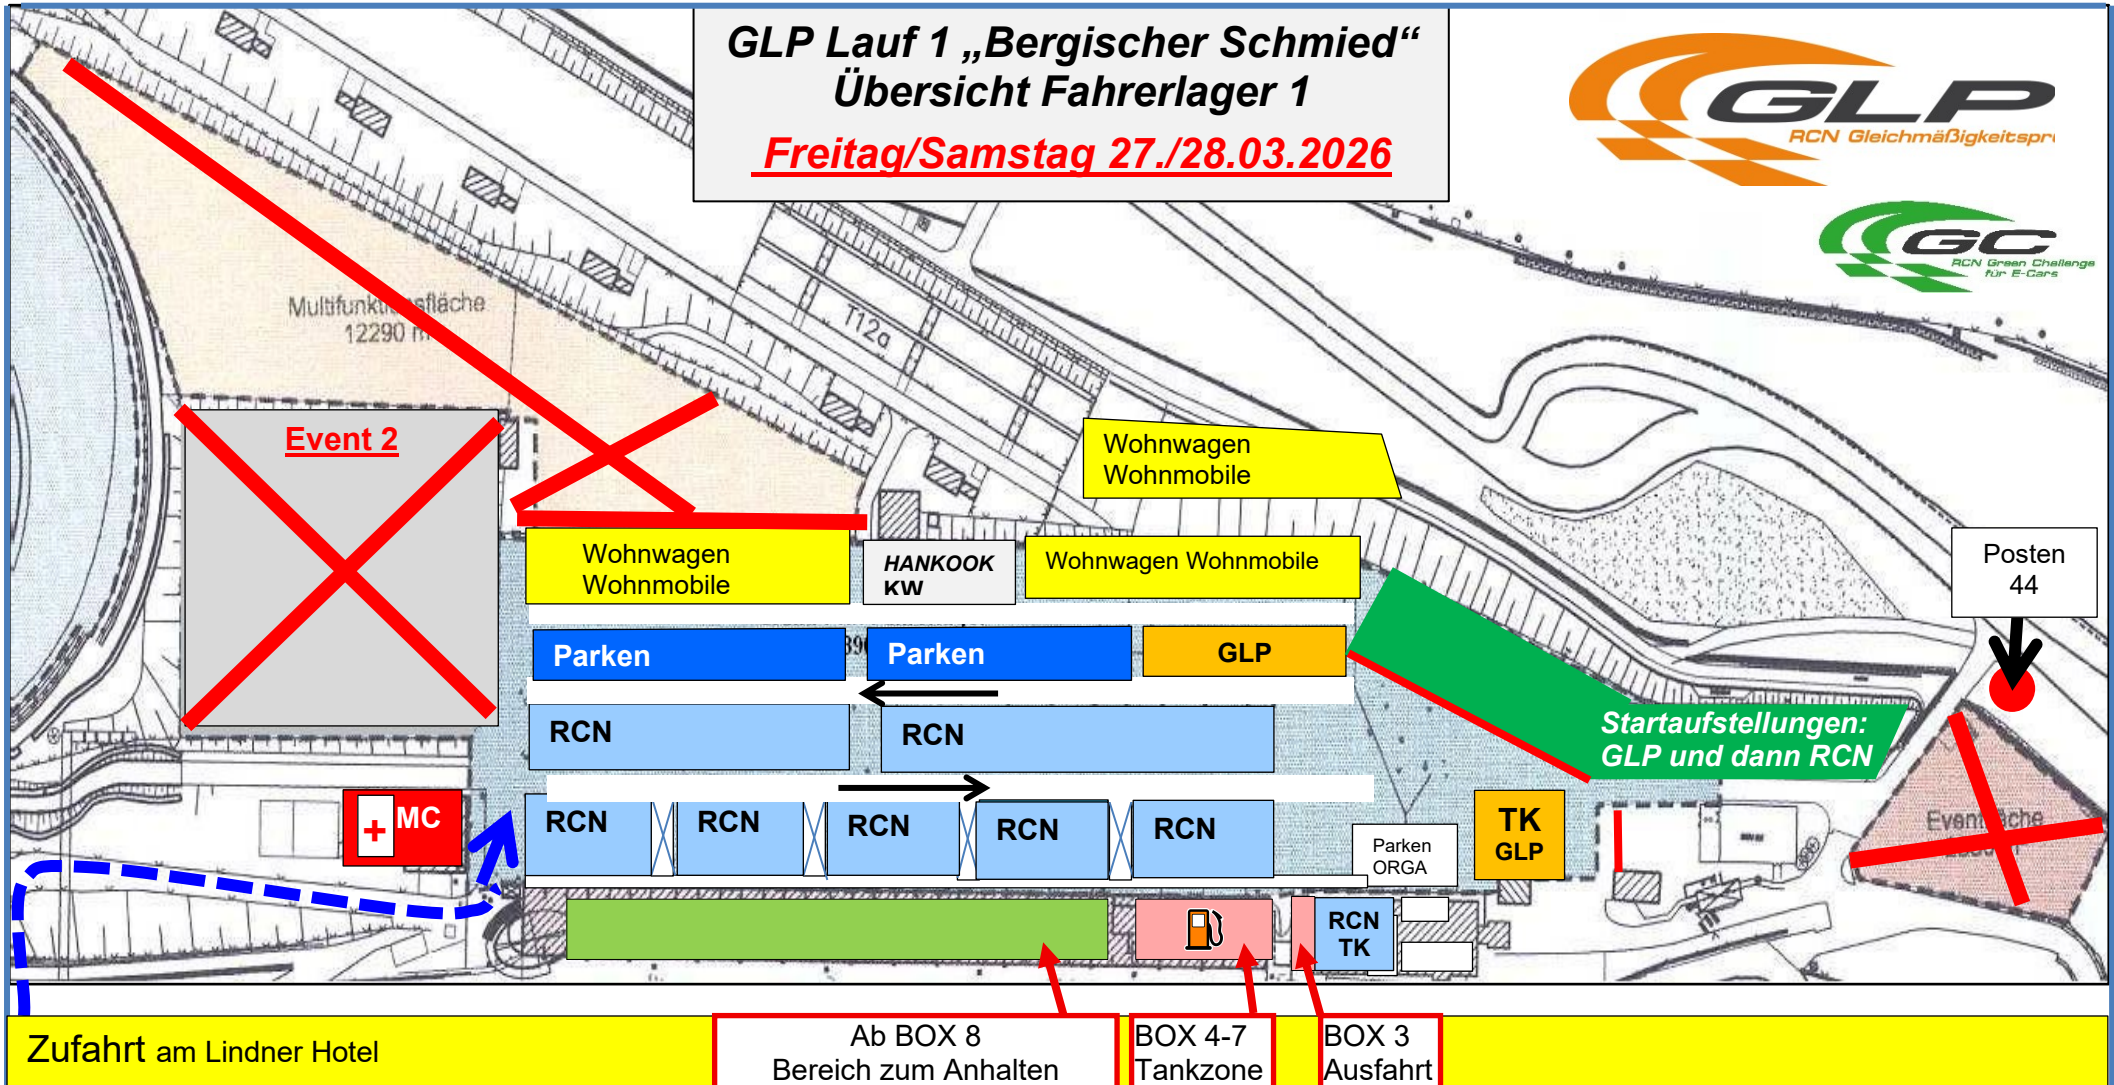 GLP Lauf 1 „Bergischer Schmied“
Übersicht Fahrerlager 1
Freitag/Samstag 27./28.03.2026
GLP
RCN Gleichmäßigkeitsprü
GC
RCN Green Challenge
für E-Cars
12290 m
T12a
Event 2
Wohnwagen
Wohnmobile
Wohnwagen
Wohnmobile
HANKOOK
KW
Wohnwagen Wohnmobile
Posten
44
Parken
Parken
GLP
RCN
RCN
Startaufstellungen:
GLP und dann RCN
+ MC
RCN
RCN
RCN
RCN
RCN
Parken
ORGA
TK
GLP
RCN
TK
Zufahrt am Lindner Hotel
Ab BOX 8
Bereich zum Anhalten
BOX 4-7
Tankzone
BOX 3
Ausfahrt